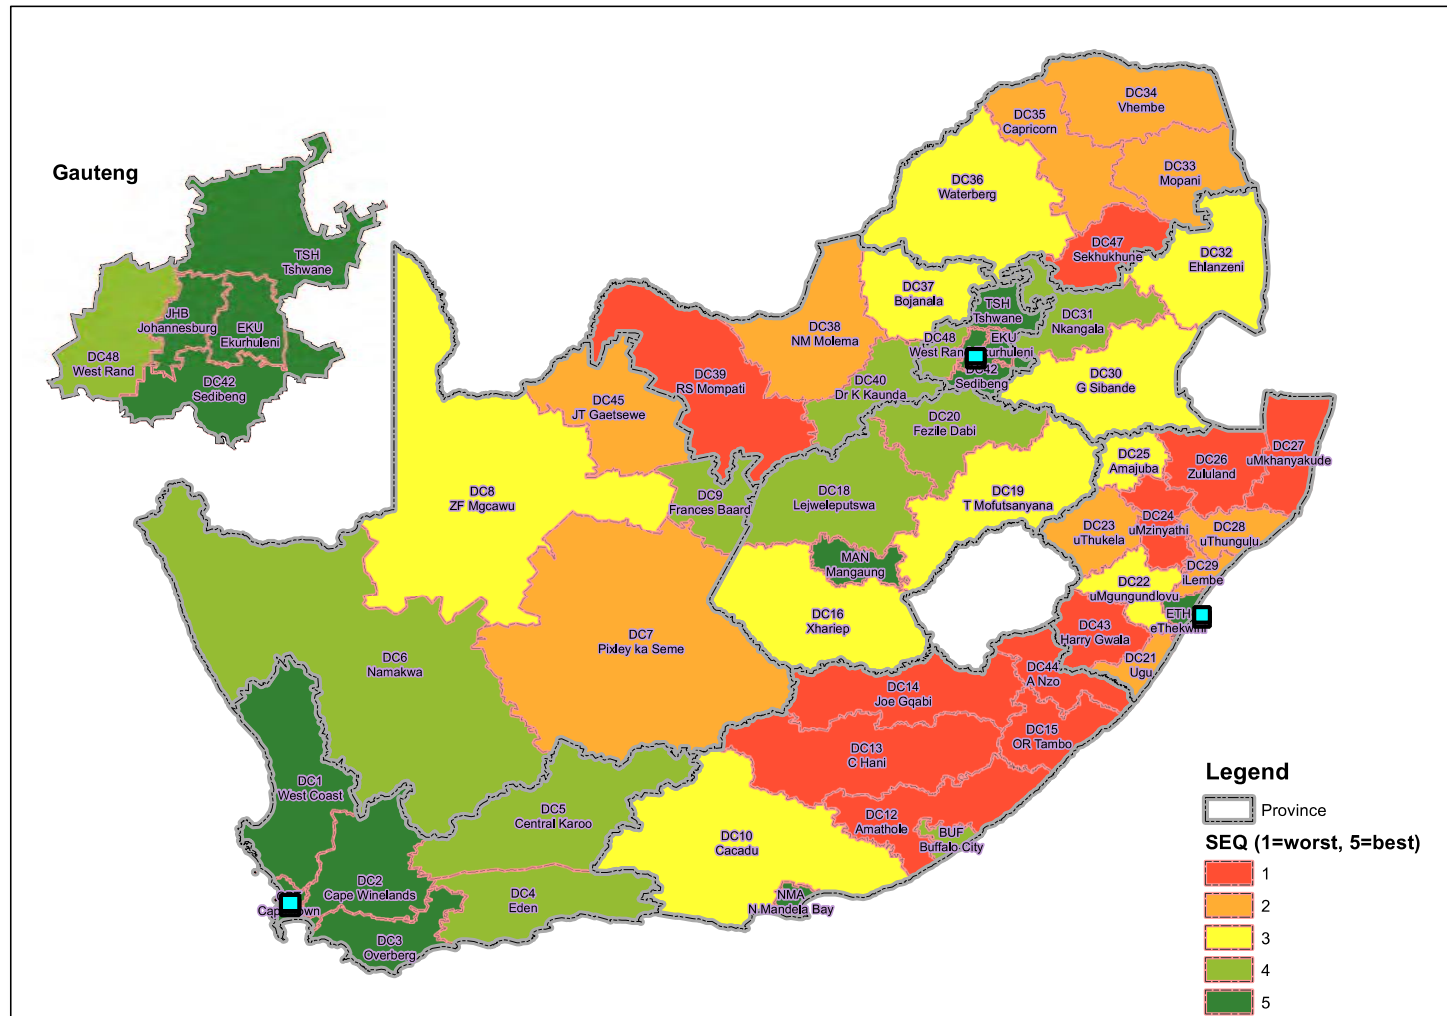 Gauteng
TSH
Tshwane
JHB
Johannesburg
EKU
Ekurhuleni
DC48
West Rand
DC42
Sedibeng
DC34
Vhembe
DC35
Capricorn
DC33
Mopani
DC36
Waterberg
DC47
Sekhukhune
DC32
Ehlanzeni
DC37
Bojanala
TSH
Tshwane
DC31
Nkangala
DC38
NM Molema
DC48
West Rand
EKU
Ekurhuleni
DC42
Sedibeng
DC30
G Sibande
DC39
RS Mompati
DC40
Dr K Kaunda
DC45
JT Gaetsewe
DC20
Fezile Dabi
DC25
Amajuba
DC26
Zululand
DC27
uMkhanyakude
DC8
ZF Mgcawu
DC9
Frances Baard
DC18
Lejweleputswa
DC19
T Mofutsanyana
DC23
uThukela
DC24
uMzinyathi
DC28
uThungulu
MAN
Mangaung
DC29
iLembe
DC22
uMgungundlovu
DC16
Xhariep
ETH
eThekwini
DC43
Harry Gwala
DC7
Pixley ka Seme
DC6
Namakwa
DC21
Ugu
DC44
A Nzo
DC14
Joe Gqabi
DC15
OR Tambo
DC13
C Hani
DC1
West Coast
DC5
Central Karoo
DC12
Amathole
BUF
Buffalo City
DC10
Cacadu
DC2
Cape Winelands
DC4
Eden
NMA
N Mandela Bay
DC3
Overberg
Legend
Province
SEQ (1=worst, 5=best)
1
2
3
4
5